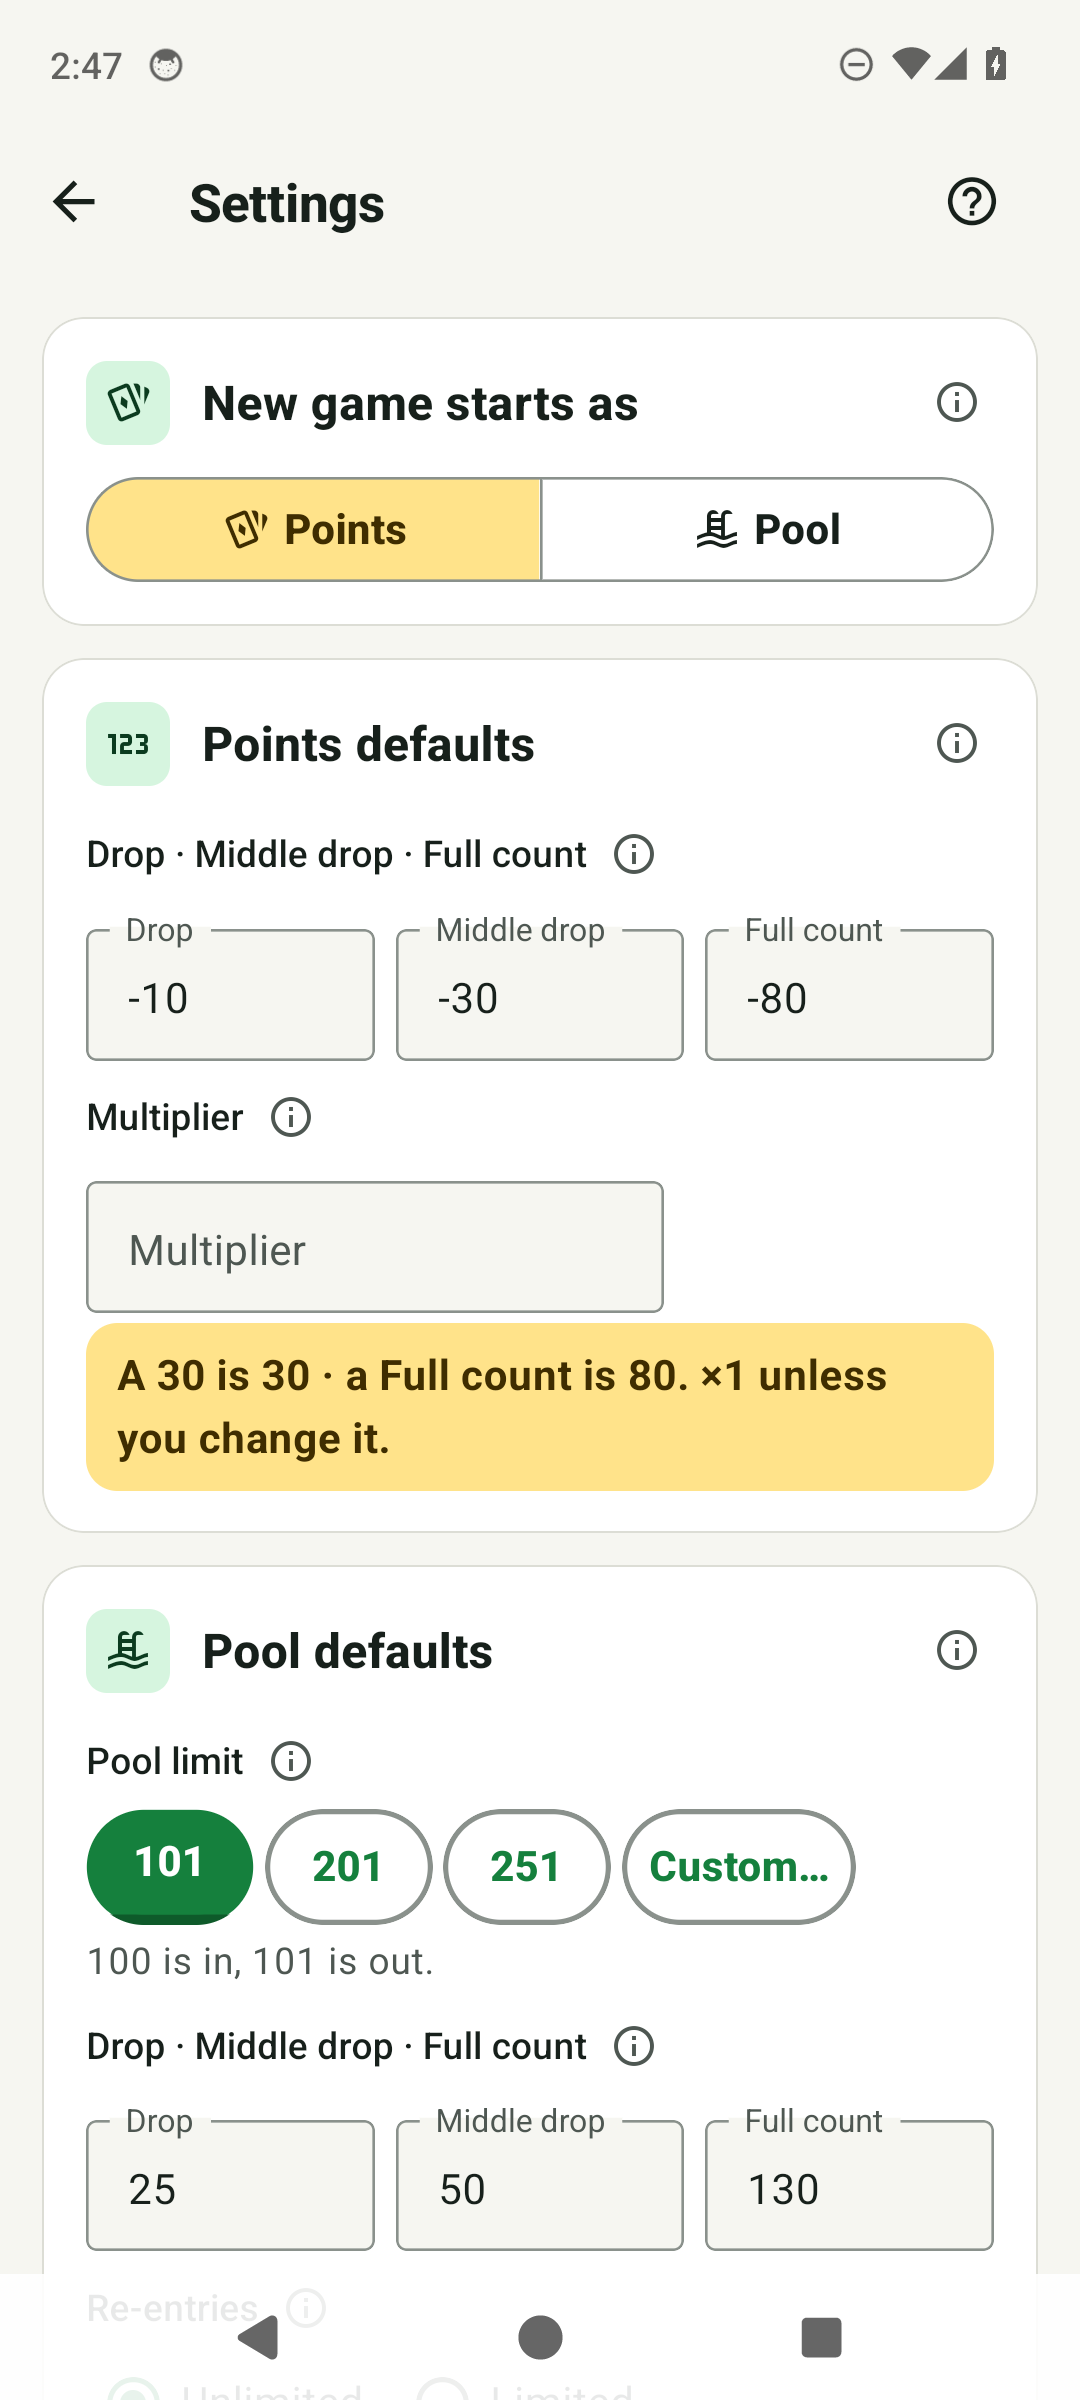 2:47
Settings
New game starts as
Points
Pool
123
Points defaults
Drop · Middle drop · Full count
Drop
Middle drop
Full count
-10
-30
-80
Multiplier
Multiplier
A 30 is 30 · a Full count is 80. ×1 unless
you change it.
Pool defaults
Pool limit
101
201
251
Custom...
100 is in, 101 is out.
Drop · Middle drop · Full count
Drop
Middle drop
Full count
25
50
130
Re-entries
Unlimited
Limited